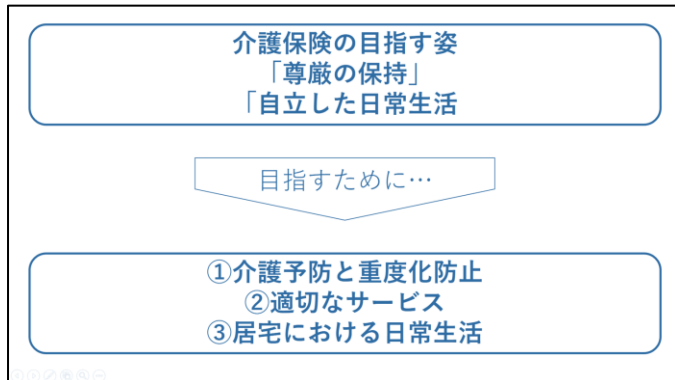 介護保険の目指す姿
「尊厳の保持」
「自立した日常生活
目指すために…
①介護予防と重度化防止
②適切なサービス
③居宅における日常生活